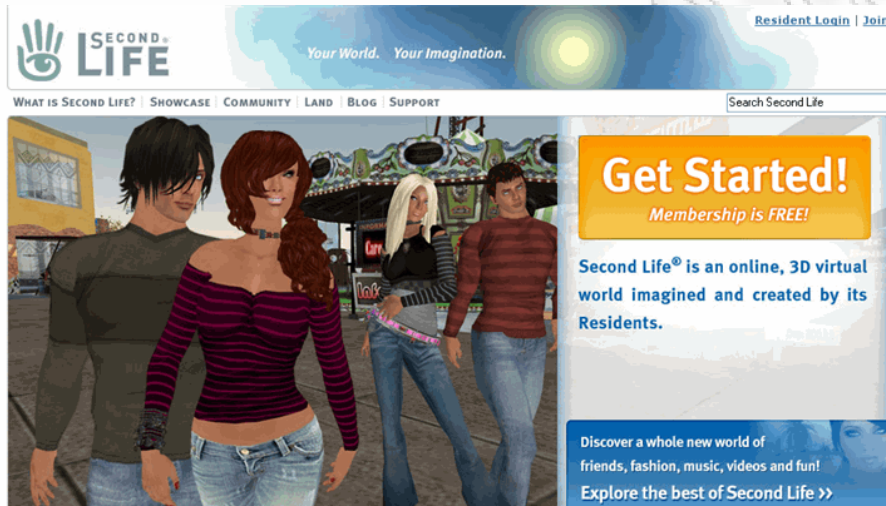 Resident Login | Join
SECOND
LIFE
Your World. Your Imagination.
WHAT IS SECOND LIFE? | SHOWCASE | COMMUNITY | LAND | BLOG | SUPPORT
Search Second Life
Get Started!
Membership is FREE!
Second Life® is an online, 3D virtual
world imagined and created by its
Residents.
Discover a whole new world of
friends, fashion, music, videos and fun!
Explore the best of Second Life >>